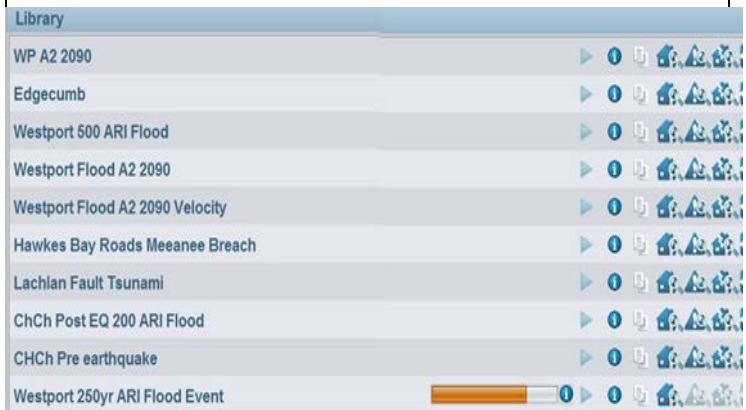 Library
WP A2 2090
Edgecumb
Westport 500 ARI Flood
Westport Flood A2 2090
Westport Flood A2 2090 Velocity
Hawkes Bay Roads Meeanee Breach
Lachlan Fault Tsunami
ChCh Post EQ 200 ARI Flood
CHCh Pre earthquake
Westport 250yr ARI Flood Event